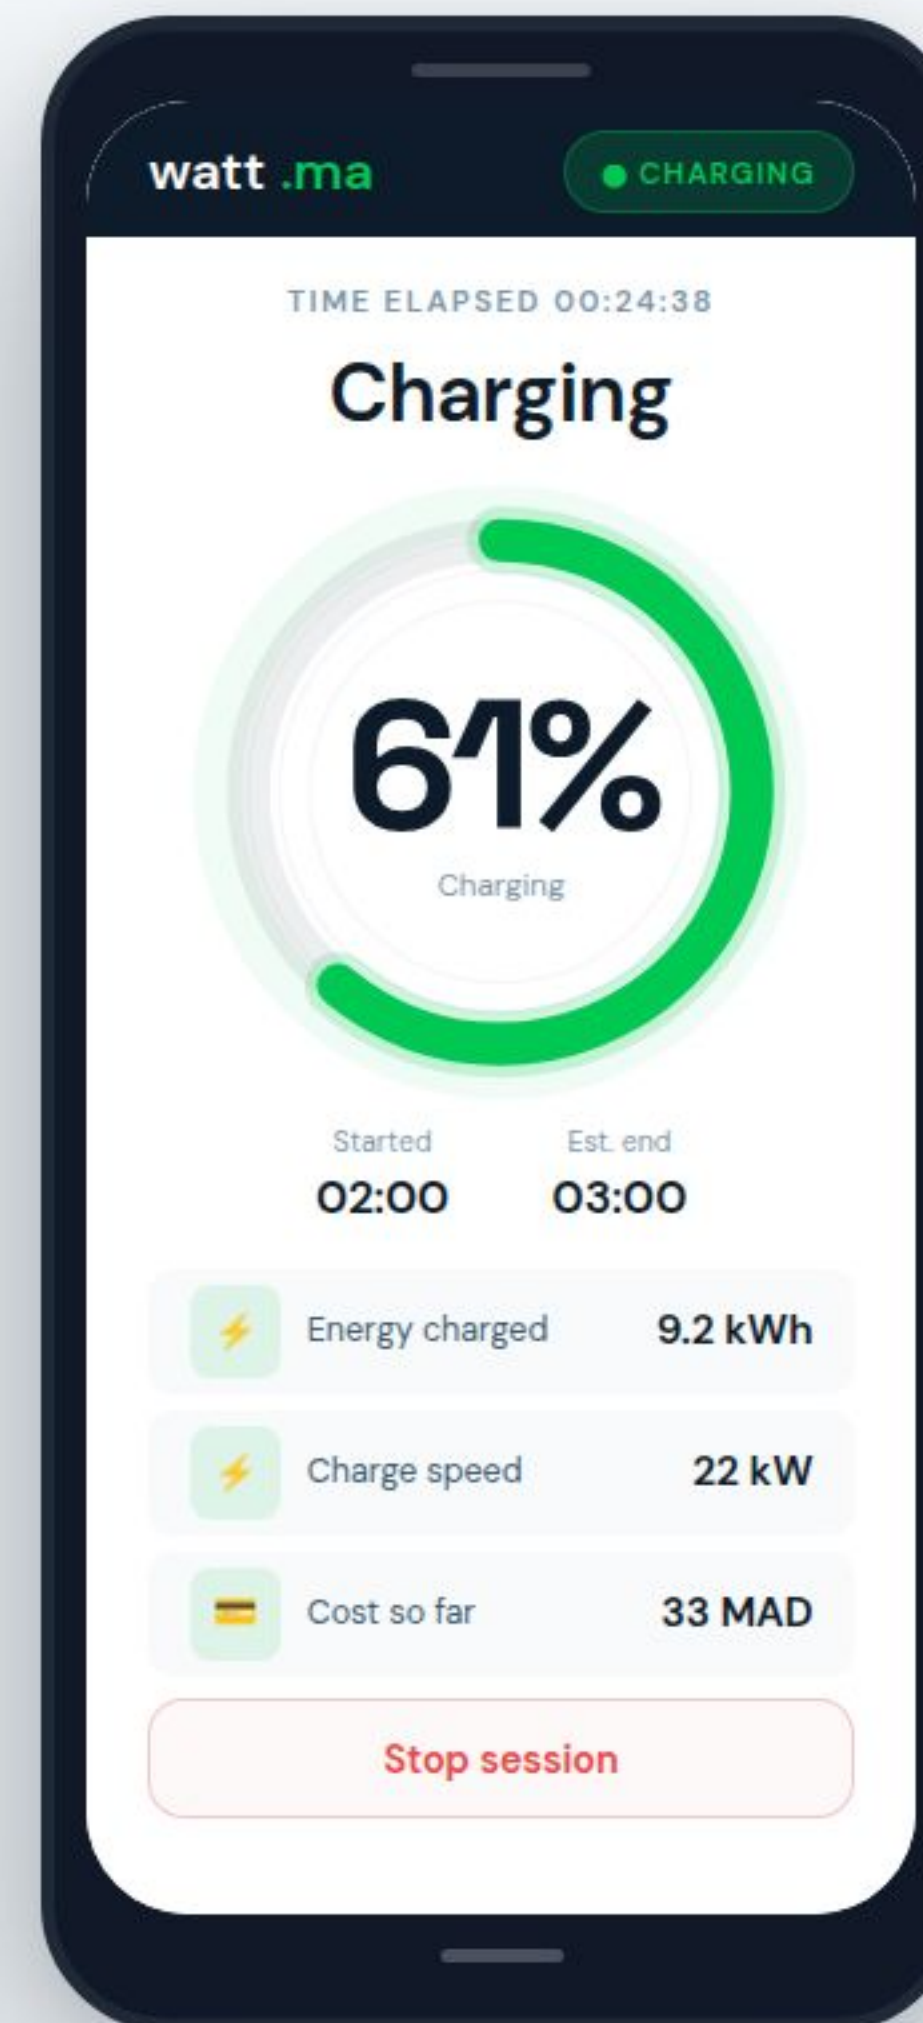 watt .ma
CHARGING
TIME ELAPSED 00:24:38
Charging
61%
Charging
Started
Est. end
02:00
03:00
Energy charged
9.2 kWh
Charge speed
22 kW
Cost so far
33 MAD
Stop session